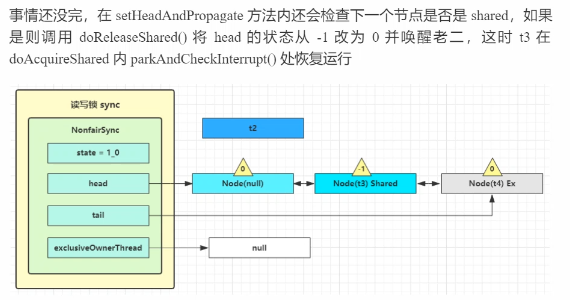 事情还没完，在 setHeadAndPropagate 方法内还会检查下一个节点是否是 shared，如果
是则调用 doReleaseShared() 将 head 的状态从 -1 改为 0 并唤醒老二，这时 t3 在
doAcquireShared 内 parkAndCheckInterrupt() 处恢复运行
读写锁 sync
NonfairSync
t2
state = 1_0
0
-1
0
head
Node(null)
Node(t3) Shared
Node(t4) Ex
tail
exclusiveOwnerThread
null